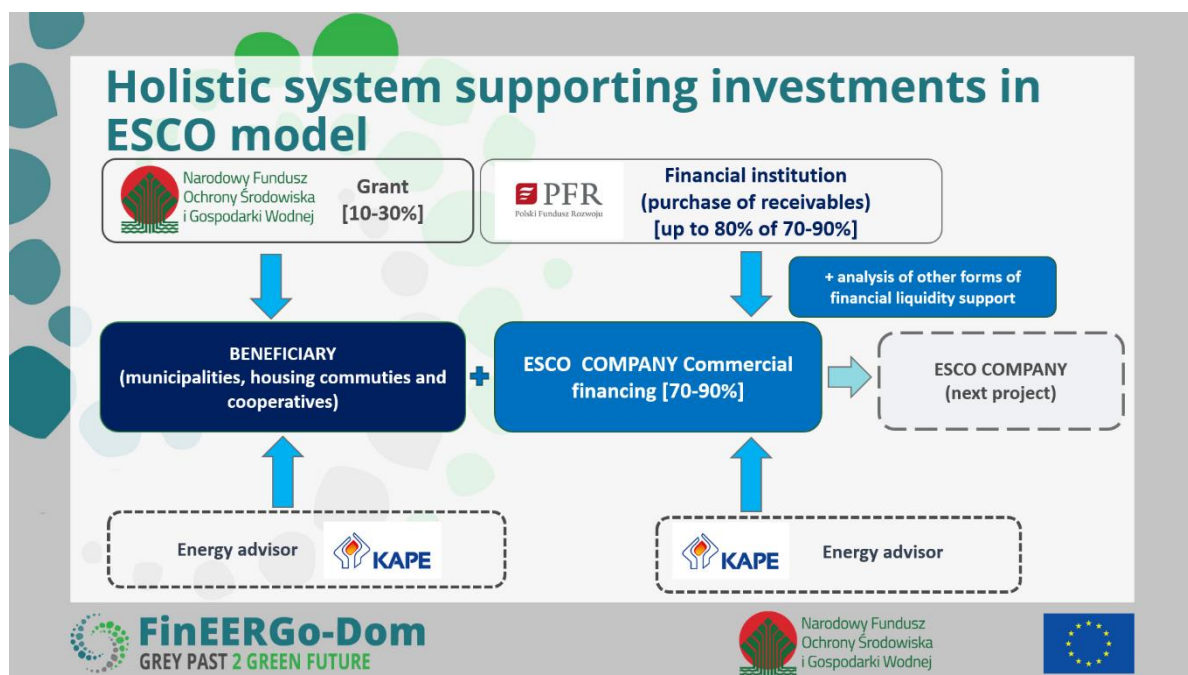 Holistic system supporting investments in
ESCO model
Narodowy Fundusz
Ochrony Środowiska
i Gospodarki Wodnej
Grant
[10-30%]
PFR
Polski Fundusz Rozwoju
Financial institution
(purchase of receivables)
[up to 80% of 70-90%]
+ analysis of other forms of
financial liquidity support
BENEFICIARY
(municipalities, housing commuties and
cooperatives)
ESCO COMPANY Commercial
financing [70-90%]
ESCO COMPANY
(next project)
Energy advisor
KAPE
KAPE
Energy advisor
FinEERGo-Dom
GREY PAST 2 GREEN FUTURE
Narodowy Fundusz
Ochrony Środowiska
i Gospodarki Wodnej